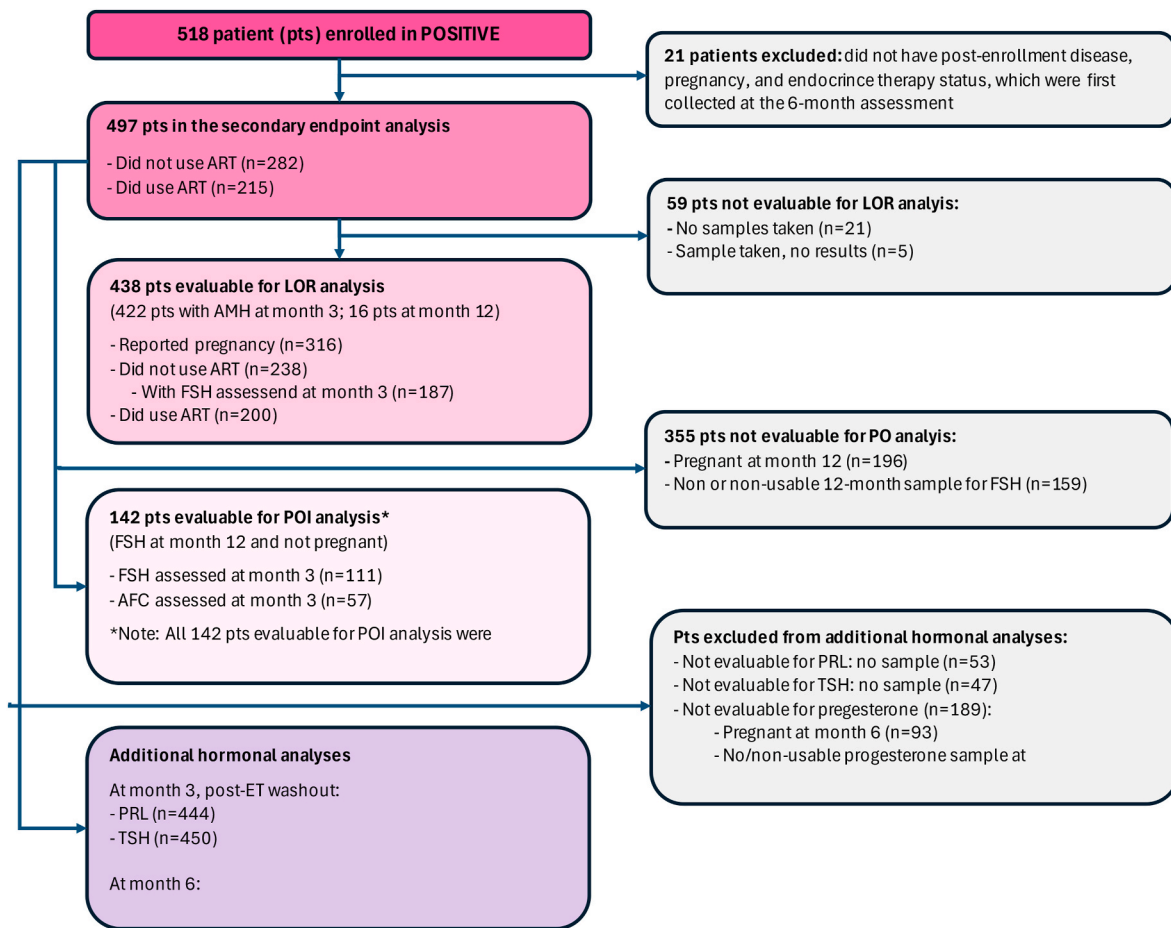 518 patient (pts) enrolled in POSITIVE
21 patients excluded: did not have post-enrollment disease,
pregnancy, and endocrince therapy status, which were first
collected at the 6-month assessment
497 pts in the secondary endpoint analysis
- Did not use ART (n=282)
- Did use ART (n=215)
59 pts not evaluable for LOR analyis:
- No samples taken (n=21)
- Sample taken, no results (n=5)
438 pts evaluable for LOR analysis
(422 pts with AMH at month 3; 16 pts at month 12)
- Reported pregnancy (n=316)
- Did not use ART (n=238)
- With FSH assessend at month 3 (n=187)
- Did use ART (n=200)
355 pts not evaluable for PO analyis:
- Pregnant at month 12 (n=196)
- Non or non-usable 12-month sample for FSH (n=159)
142 pts evaluable for POI analysis*
(FSH at month 12 and not pregnant)
- FSH assessed at month 3 (n=111)
- AFC assessed at month 3 (n=57)
*Note: All 142 pts evaluable for POI analysis were
Pts excluded from additional hormonal analyses:
- Not evaluable for PRL: no sample (n=53)
- Not evaluable for TSH: no sample (n=47)
- Not evaluable for pregesterone (n=189):
- Pregnant at month 6 (n=93)
- No/non-usable progesterone sample at
Additional hormonal analyses
At month 3, post-ET washout:
- PRL (n=444)
- TSH (n=450)
At month 6: